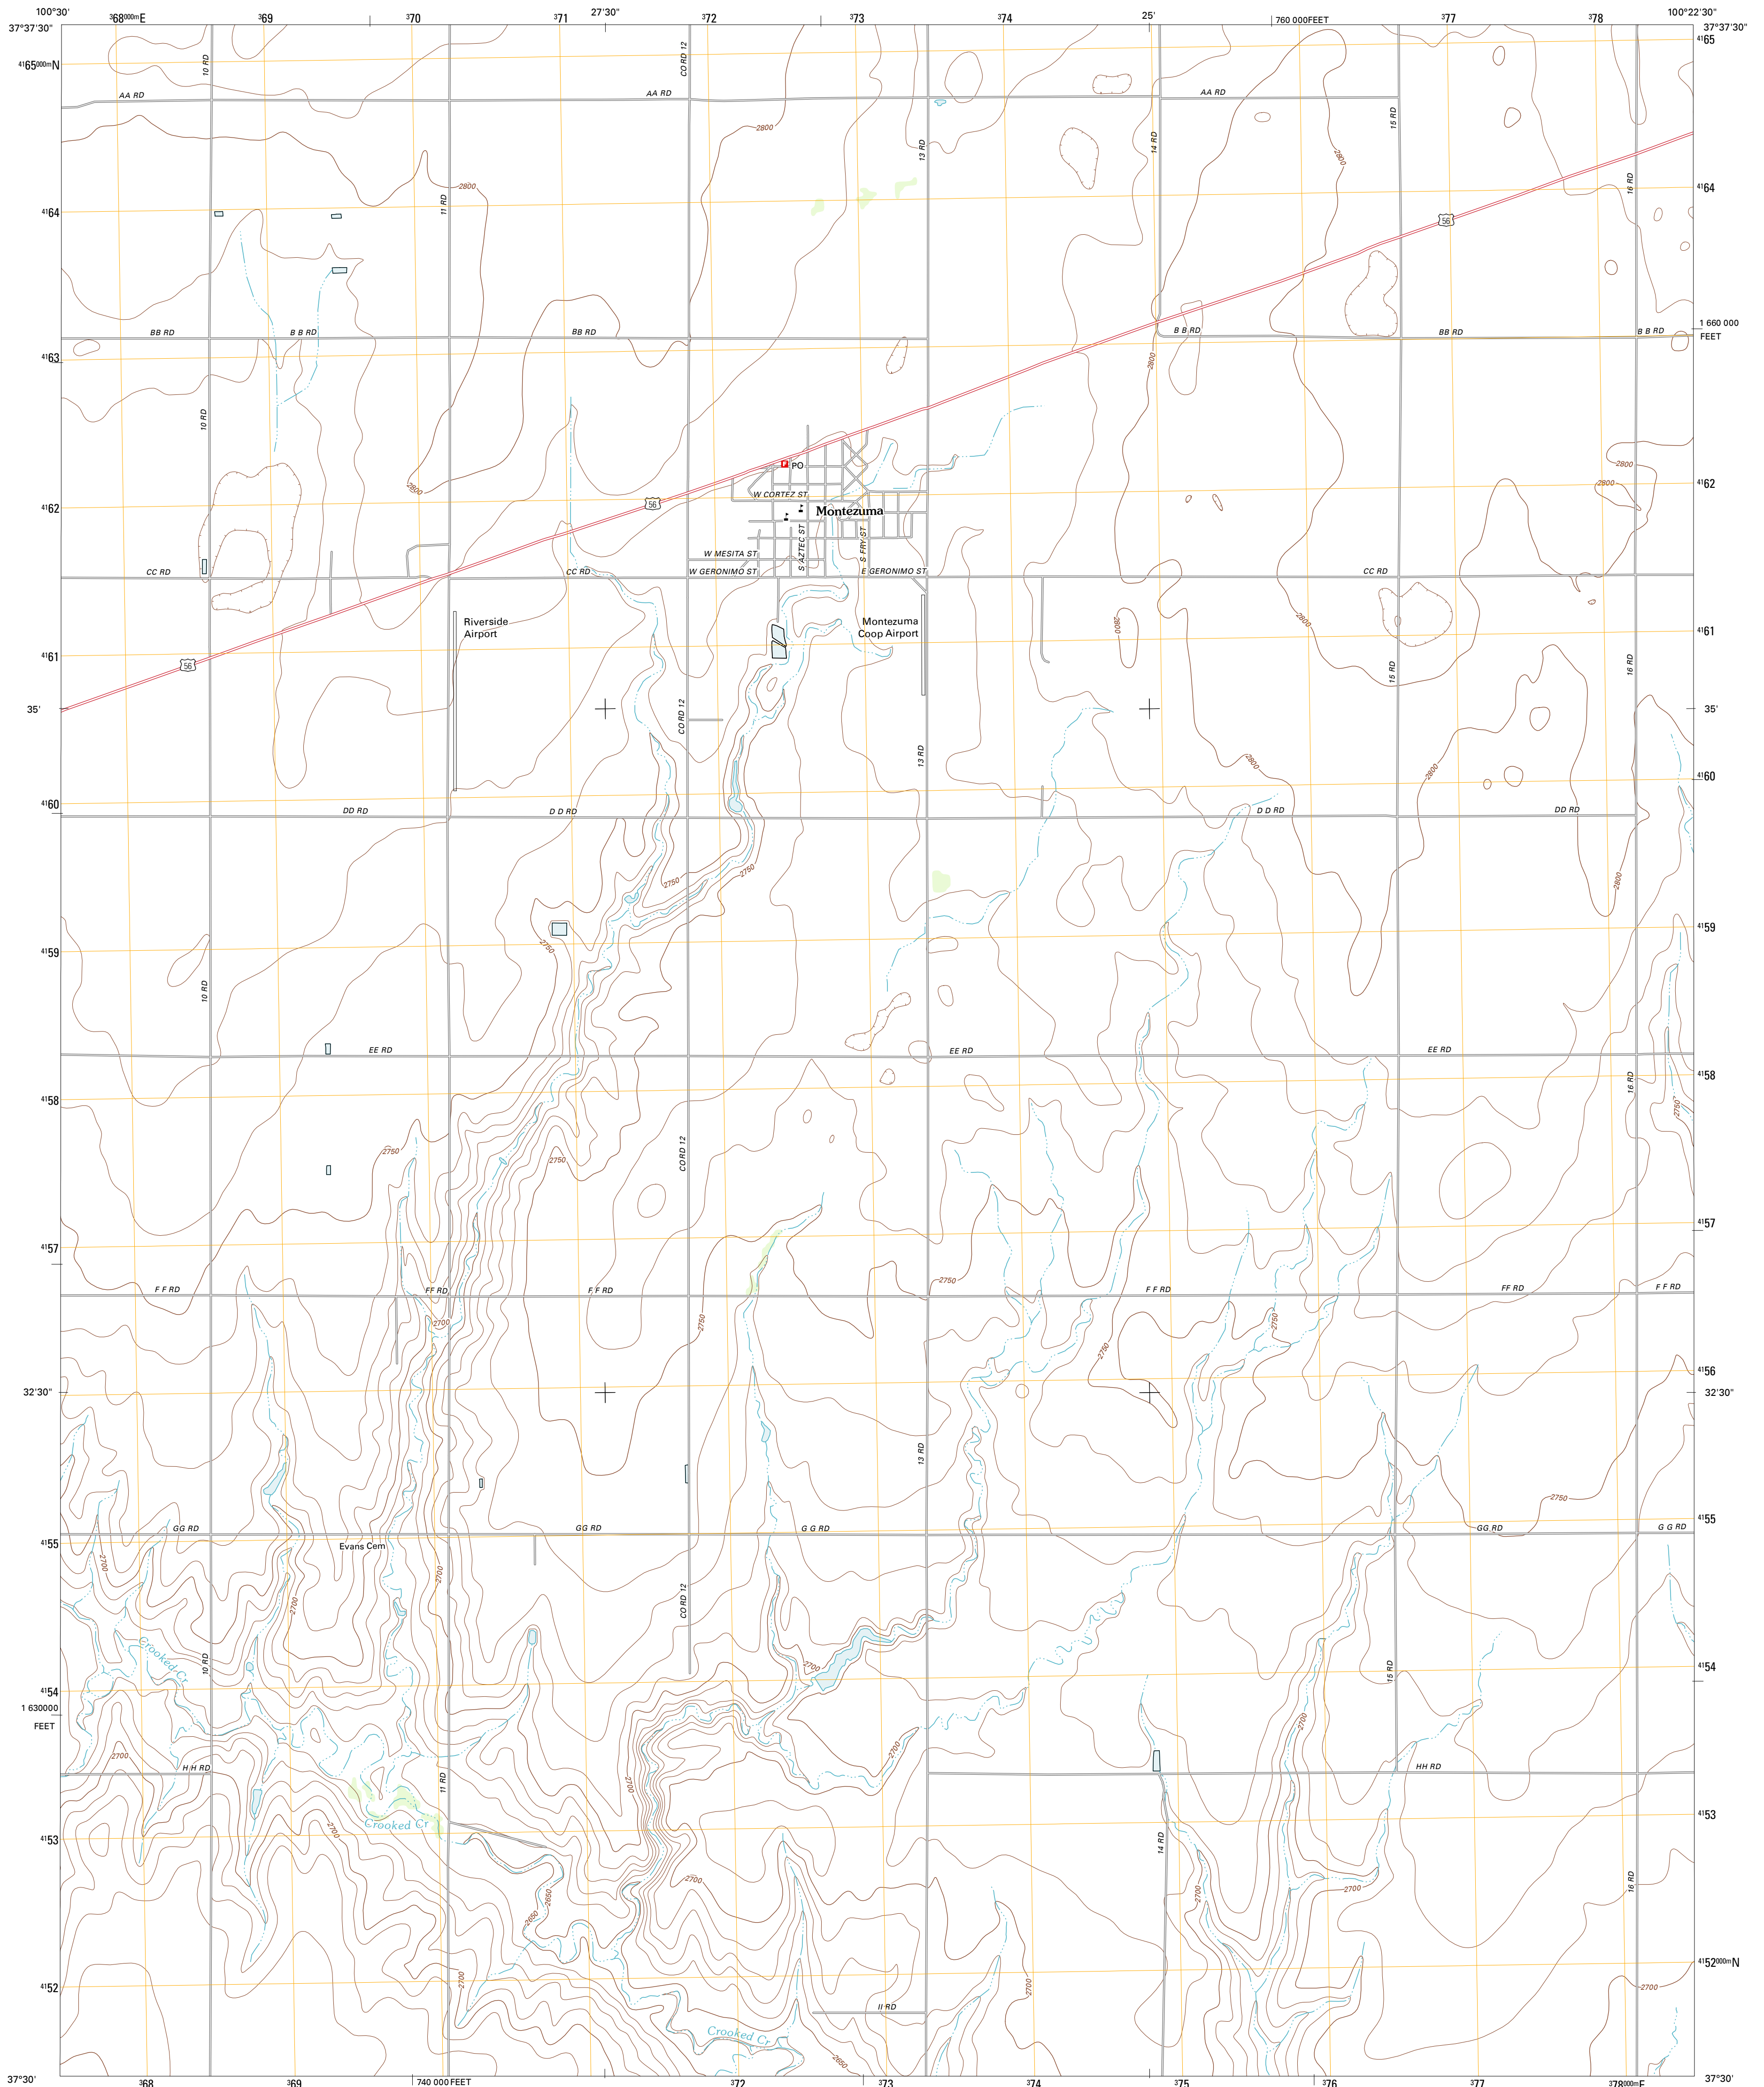 100°30' ³68⁰⁰⁰ᵐE ³69 ³70 ³71 27'30" ³72 ³73 ³74 25' 760 000FEET ³77 ³78 100°22'30"
37°37'30" 37°37'30"
⁴¹65⁰⁰⁰ᵐN 10 RD CO RD 12 ⁴¹65
AA RD AA RD AA RD
2800 13 RD 14 RD 15 RD 2800
2800 11 RD 16 RD
⁴¹64 ⁴¹64
56
BB RD B B RD BB RD B B RD BB RD B B RD
1 660 000
FEET
⁴¹63 2800
10 RD
PO
2800 2800
2800
⁴¹62 W CORTEZ ST ⁴¹62
56 Montezuma
S AZTEC ST S FRY ST
W MESITA ST
CC RD CC RD W GERONIMO ST E GERONIMO ST CC RD
Riverside
Airport
Montezuma
Coop Airport
2800 2800
⁴¹61 ⁴¹61
56 15 RD 16 RD
35' CO RD 12 35'
13 RD 2800 2800
⁴¹60 ⁴¹60
DD RD D D RD D D RD DD RD
2750 2750 2800
2750
⁴¹59 ⁴¹59
10 RD
EE RD EE RD EE RD
⁴¹58 ⁴¹58
16 RD 2750
2750 2750 CO RD 12
⁴¹57 ⁴¹57
F F RD FF RD F F RD 2750 F F RD FF RD F F RD
2700 2750 2750 2750
⁴¹56
32'30" 32'30"
13 RD
2750
GG RD GG RD G G RD GG RD G G RD
⁴¹55 Evans Cem ⁴¹55
2700 2700 2700 CO RD 12
Crooked Cr
10 RD 2700 15 RD
⁴¹54 ⁴¹54
1 630000
FEET
2700 2700 2700
H H RD 11 RD 2700 HH RD
Crooked Cr
2700
⁴¹53 14 RD ⁴¹53
2700 2700 2700 16 RD
2650
2650
⁴¹52 2700 2700 2700 ⁴¹52⁰⁰⁰ᵐN
II RD
Crooked Cr
2650
37°30' 37°30'
³68 ³69 740 000 FEET ³72 ³73 ³74 ³75 ³76 ³77 ³78⁰⁰⁰ᵐE